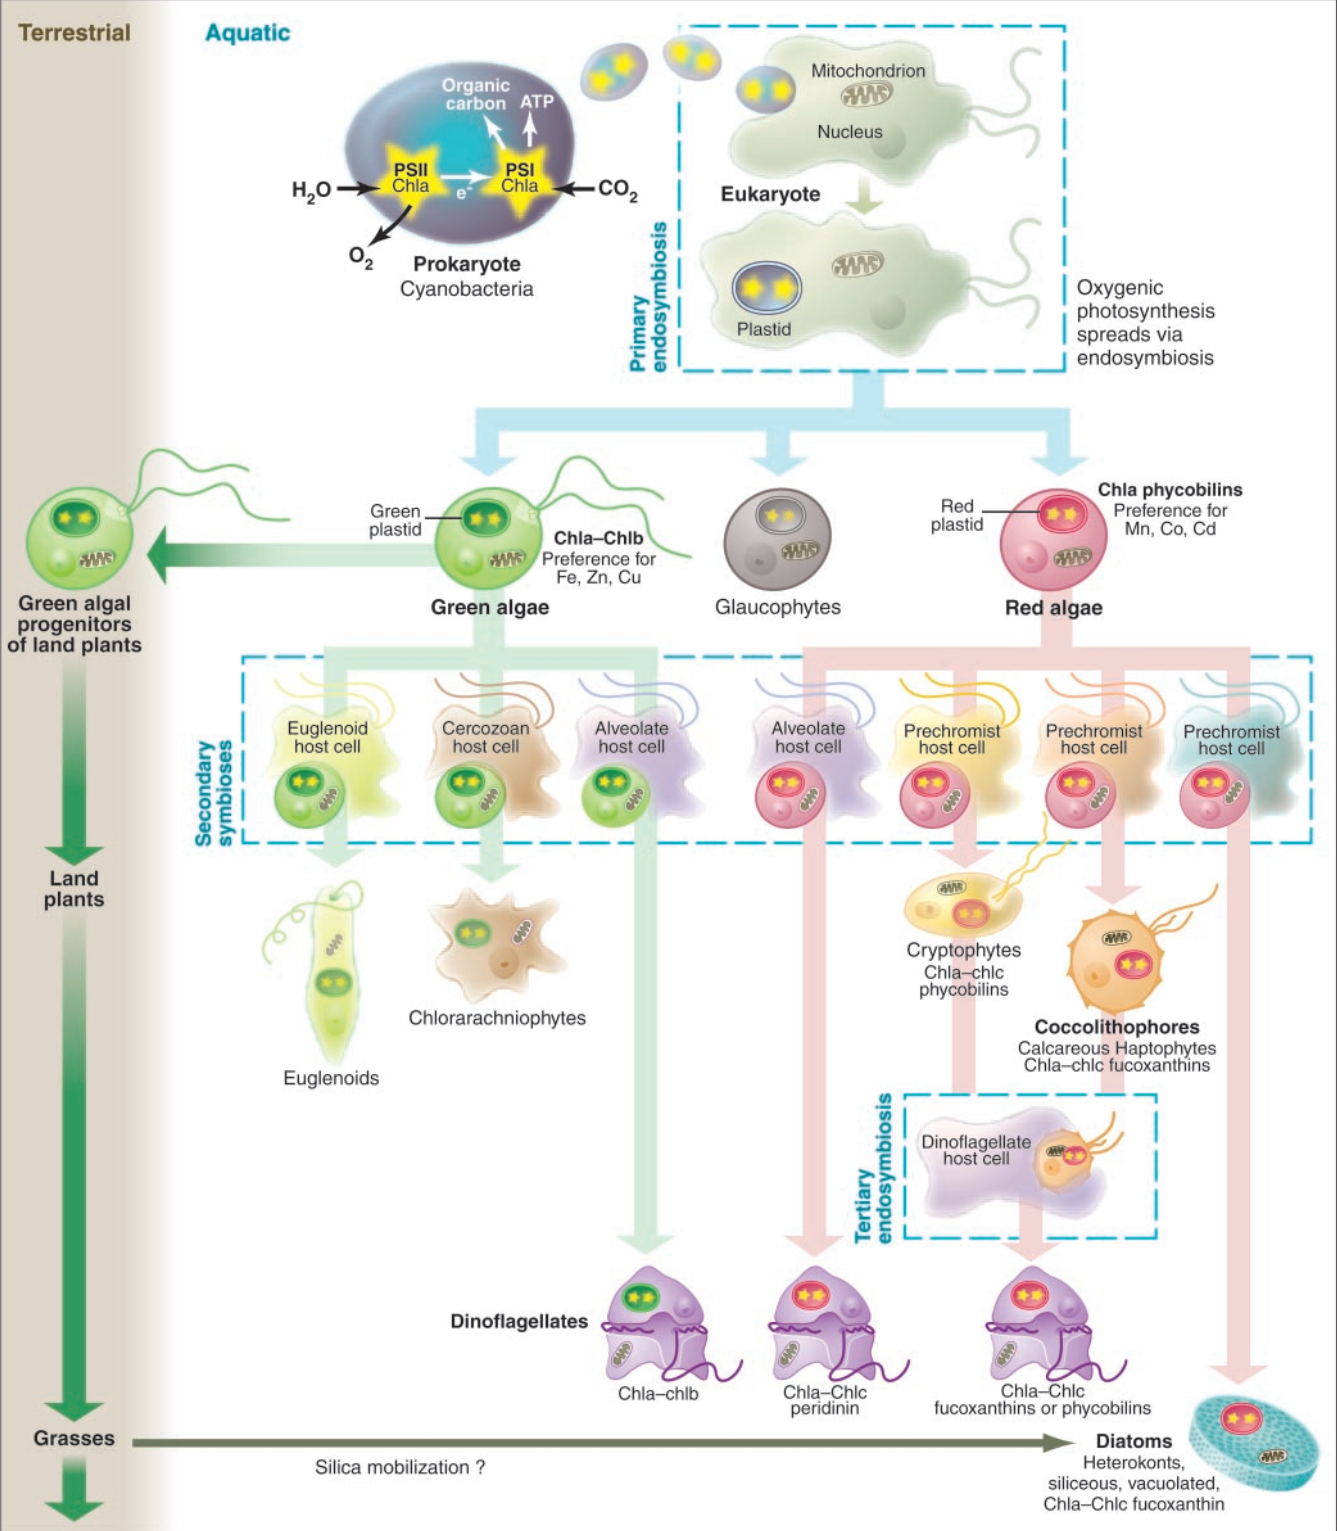 Terrestrial
Aquatic
Organic
carbon
ATP
PSII
Chla
e-
PSI
Chla
H2O
CO2
O2
Prokaryote
Cyanobacteria
Mitochondrion
Nucleus
Eukaryote
Plastid
Primary
endosymbiosis
Oxygenic
photosynthesis
spreads via
endosymbiosis
Green algal
progenitors
of land plants
Green
plastid
Chla–Chlb
Preference for
Fe, Zn, Cu
Green algae
Glaucophytes
Red
plastid
Chla phycobilins
Preference for
Mn, Co, Cd
Red algae
Secondary
symbioses
Euglenoid
host cell
Cercozoan
host cell
Alveolate
host cell
Alveolate
host cell
Prechromist
host cell
Prechromist
host cell
Prechromist
host cell
Land
plants
Euglenoids
Chlorarachniophytes
Cryptophytes
Chla–chlc
phycobilins
Coccolithophores
Calcareous Haptophytes
Chla–chlc fucoxanthins
Tertiary
endosymbiosis
Dinoflagellate
host cell
Dinoflagellates
Chla–chlb
Chla–Chlc
peridinin
Chla–Chlc
fucoxanthins or phycobilins
Grasses
Silica mobilization ?
Diatoms
Heterokonts,
siliceous, vacuolated,
Chla–Chlc fucoxanthin